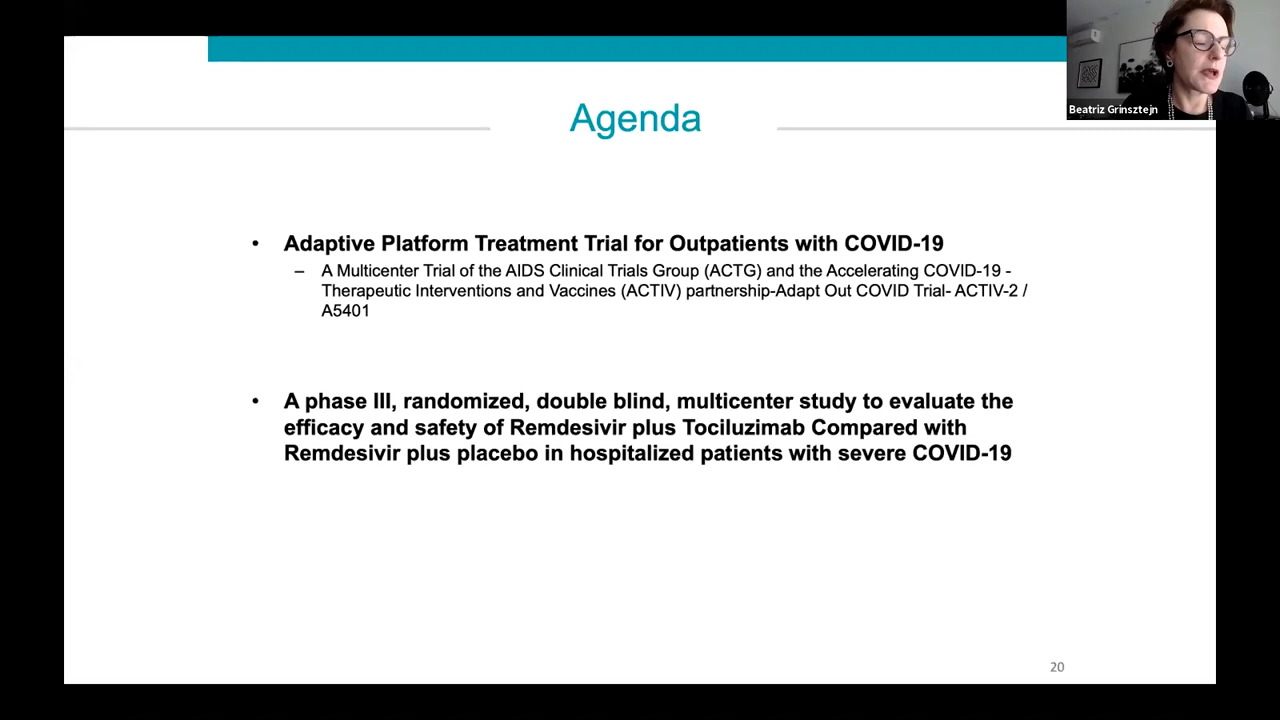 Beatriz Grinsztejn
Agenda
• Adaptive Platform Treatment Trial for Outpatients with COVID-19
– A Multicenter Trial of the AIDS Clinical Trials Group (ACTG) and the Accelerating COVID-19 -
Therapeutic Interventions and Vaccines (ACTIV) partnership-Adapt Out COVID Trial- ACTIV-2 /
A5401
• A phase III, randomized, double blind, multicenter study to evaluate the
efficacy and safety of Remdesivir plus Tociluzimab Compared with
Remdesivir plus placebo in hospitalized patients with severe COVID-19
20